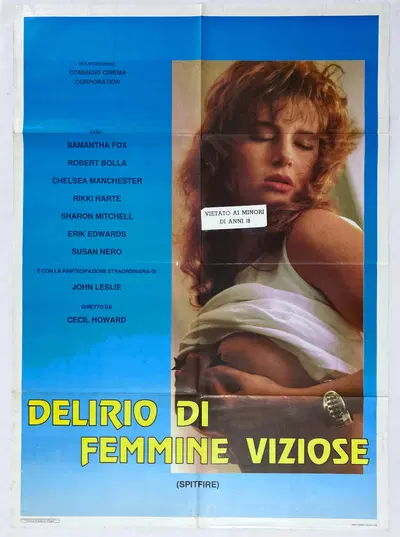 COMMAND CINEMA
CORPORATION
CON
SAMANTHA FOX
ROBERT BOLLA
CHELSEA MANCHESTER
RIKKI HARTE
SHARON MITCHELL
ERIK EDWARDS
SUSAN NERO
E CON LA PARTECIPAZIONE STRAORDINARIA DI
JOHN LESLIE
DIRETTO DA
CECIL HOWARD
VIETATO AI MINORI
DI ANNI 18
DELIRIO DI
FEMMINE VIZIOSE
(SPITFIRE)